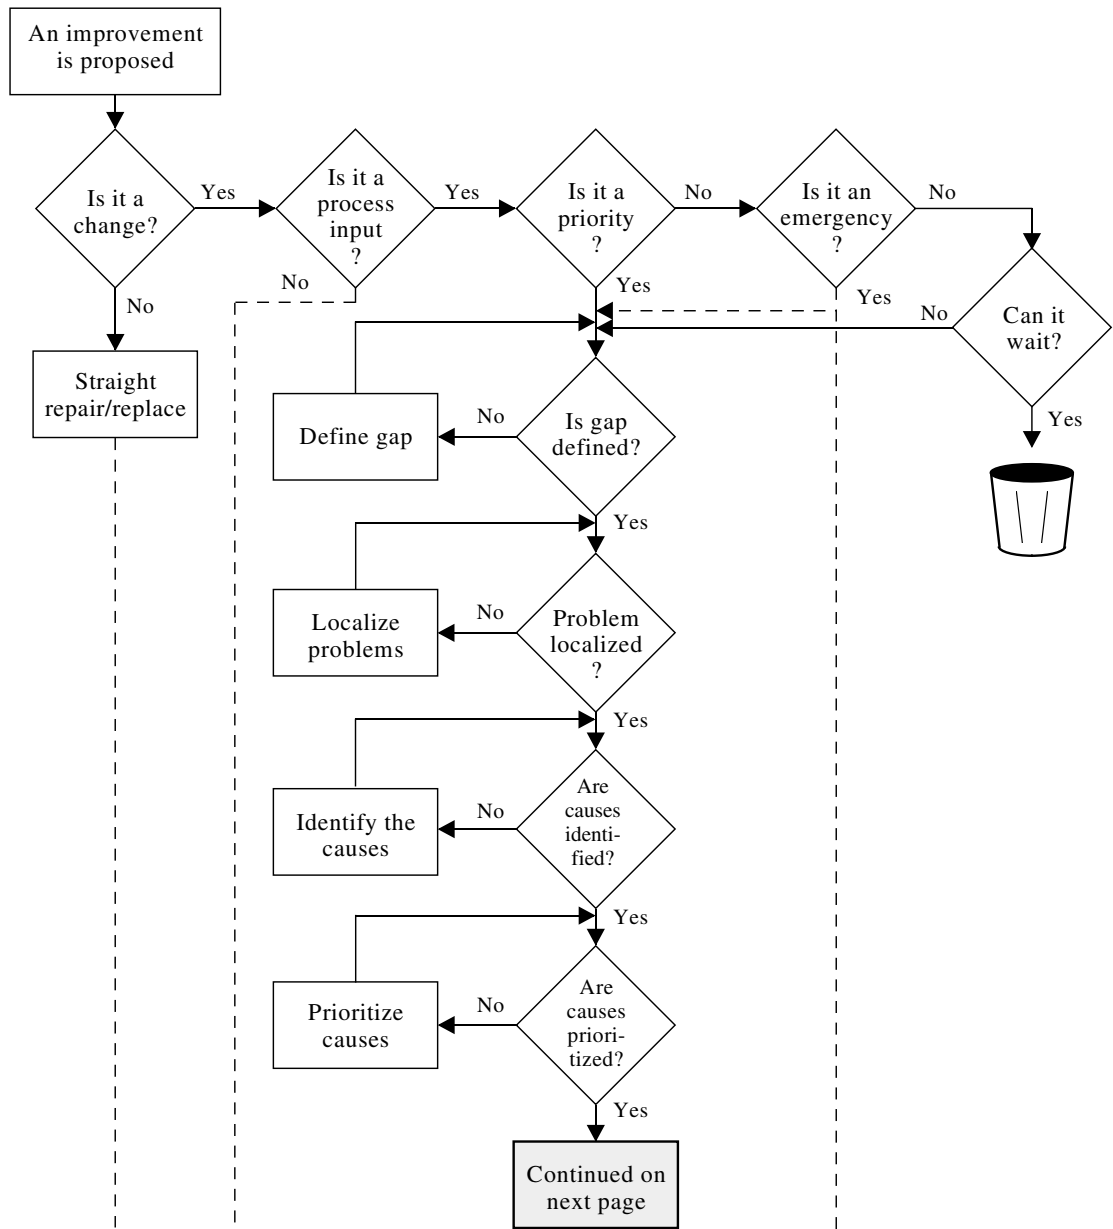 An improvement
is proposed
Is it a
change?
Yes
Is it a
process
input
?
Yes
Is it a
priority
?
No
Is it an
emergency
?
No
No
No
Yes
Yes
No
Can it
wait?
Yes
Straight
repair/replace
Define gap
No
Is gap
defined?
Yes
Localize
problems
No
Problem
localized
?
Yes
Identify the
causes
No
Are
causes
identi-
fied?
Yes
Prioritize
causes
No
Are
causes
priori-
tized?
Yes
Continued on
next page